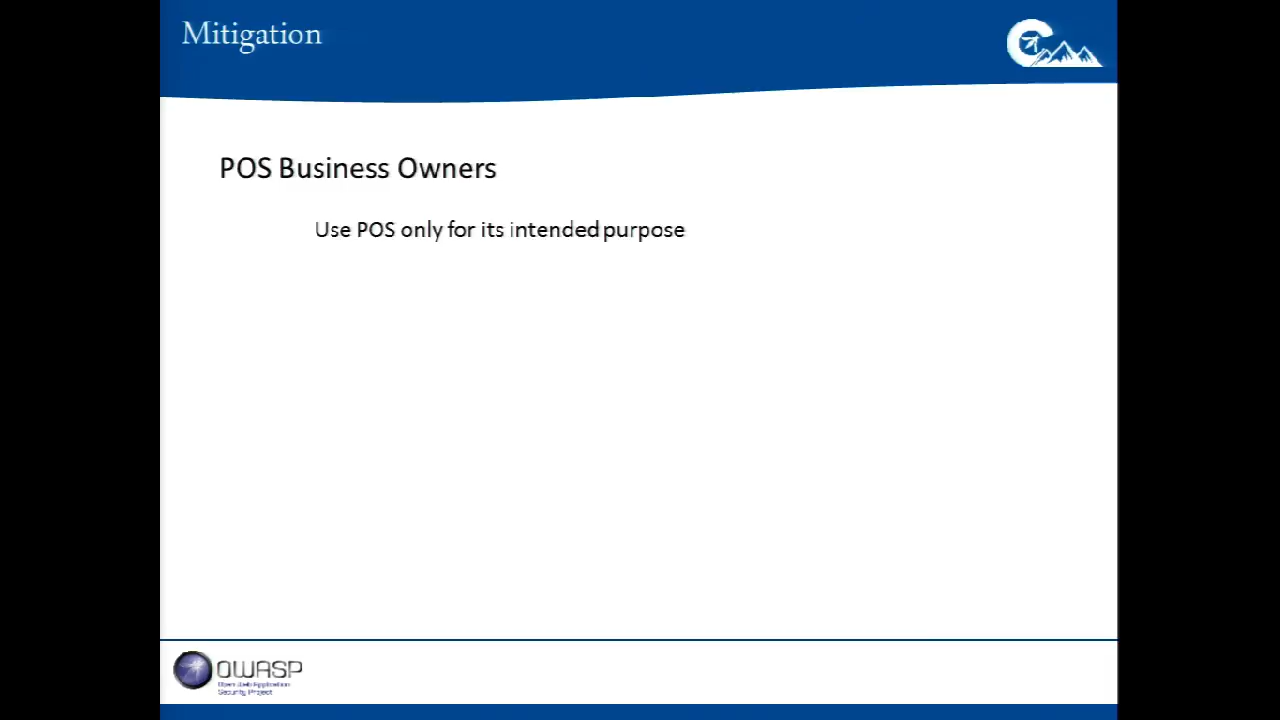 Mitigation
POS Business Owners
Use POS only for its intended purpose
OWASP
Open Web Application
Security Project